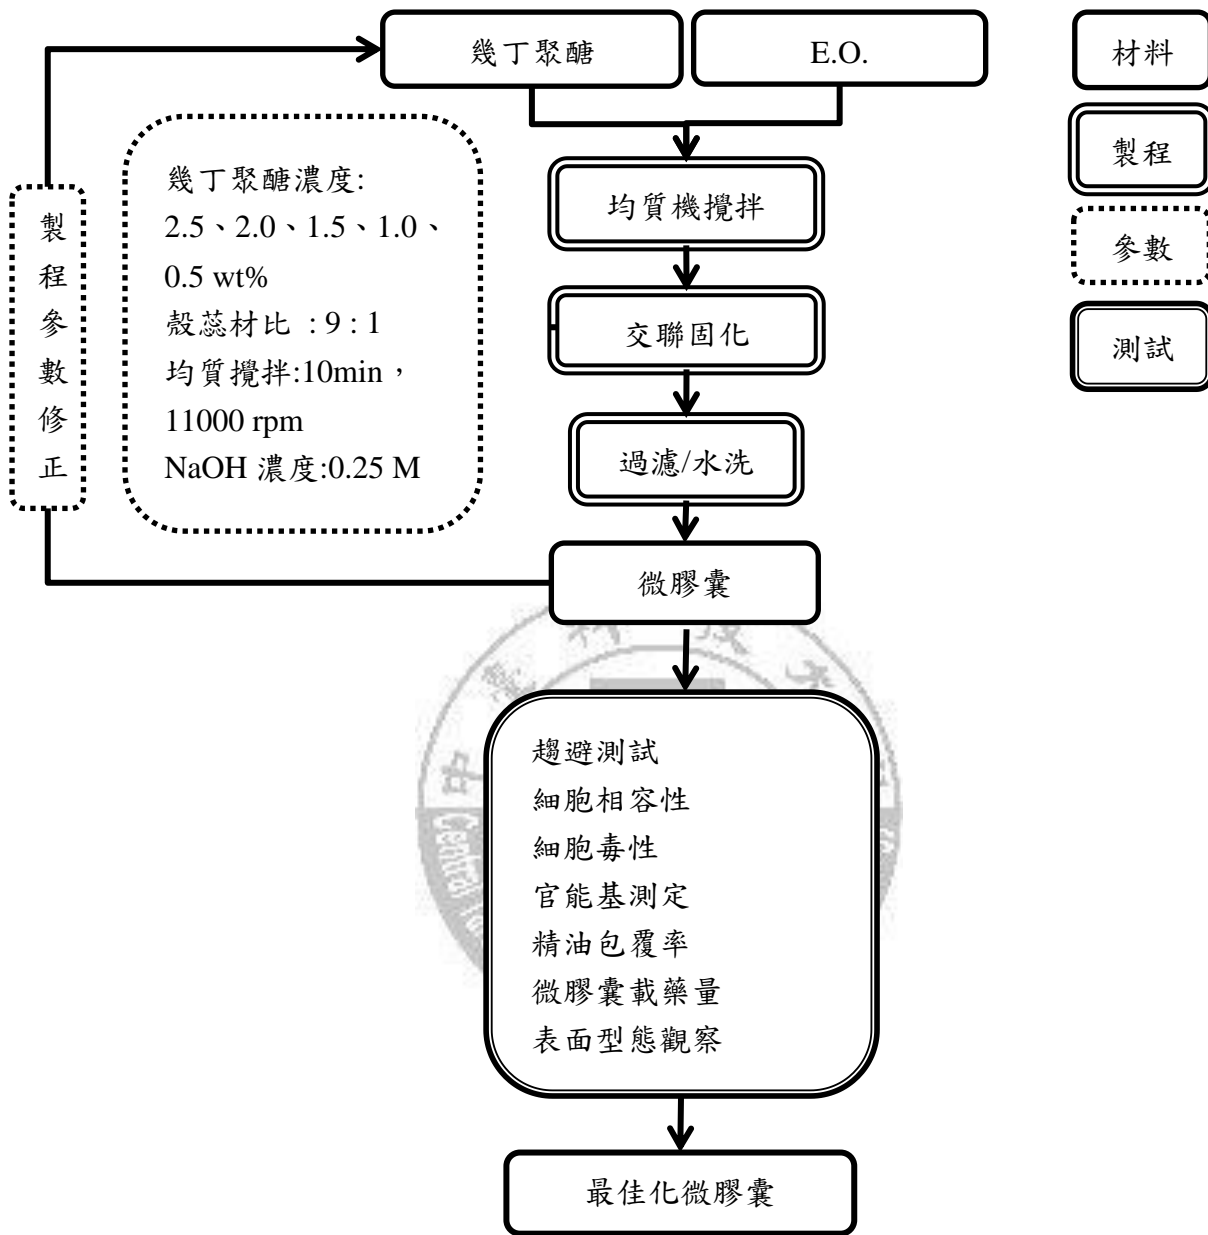 幾丁聚醣
E.O.
材料
製程
參數
測試
製程參數修正
幾丁聚醣濃度:
2.5、2.0、1.5、1.0、
0.5 wt%
殼蕊材比 : 9 : 1
均質攪拌:10min，
11000 rpm
NaOH 濃度:0.25 M
均質機攪拌
交聯固化
過濾/水洗
微膠囊
趨避測試
細胞相容性
細胞毒性
官能基測定
精油包覆率
微膠囊載藥量
表面型態觀察
最佳化微膠囊
中臺科技
Central